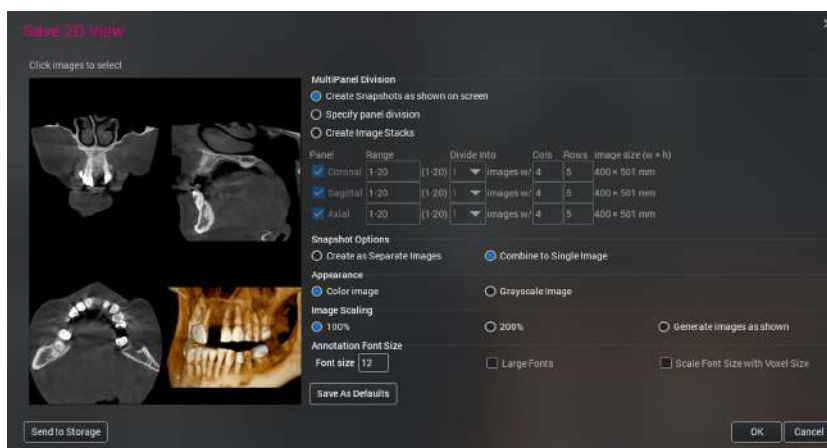 Save 2D View
Click images to select
MultiPanel Division
Create Snapshots as shown on screen
Specify panel division
Create Image Stacks
Panel Range Divide Into Cols Rows Image size (w × h)
Coronal 1-20 (1-20) 1 images w/ 4 5 400 × 501 mm
Sagittal 1-20 (1-20) 1 images w/ 4 5 400 × 501 mm
Axial 1-20 (1-20) 1 images w/ 4 5 400 × 501 mm
Snapshot Options
Create as Separate Images Combine to Single Image
Appearance
Color image Grayscale Image
Image Scaling
100% 200% Generate images as shown
Annotation Font Size
Font size 12 Large Fonts Scale Font Size with Voxel Size
Save As Defaults
Send to Storage OK Cancel